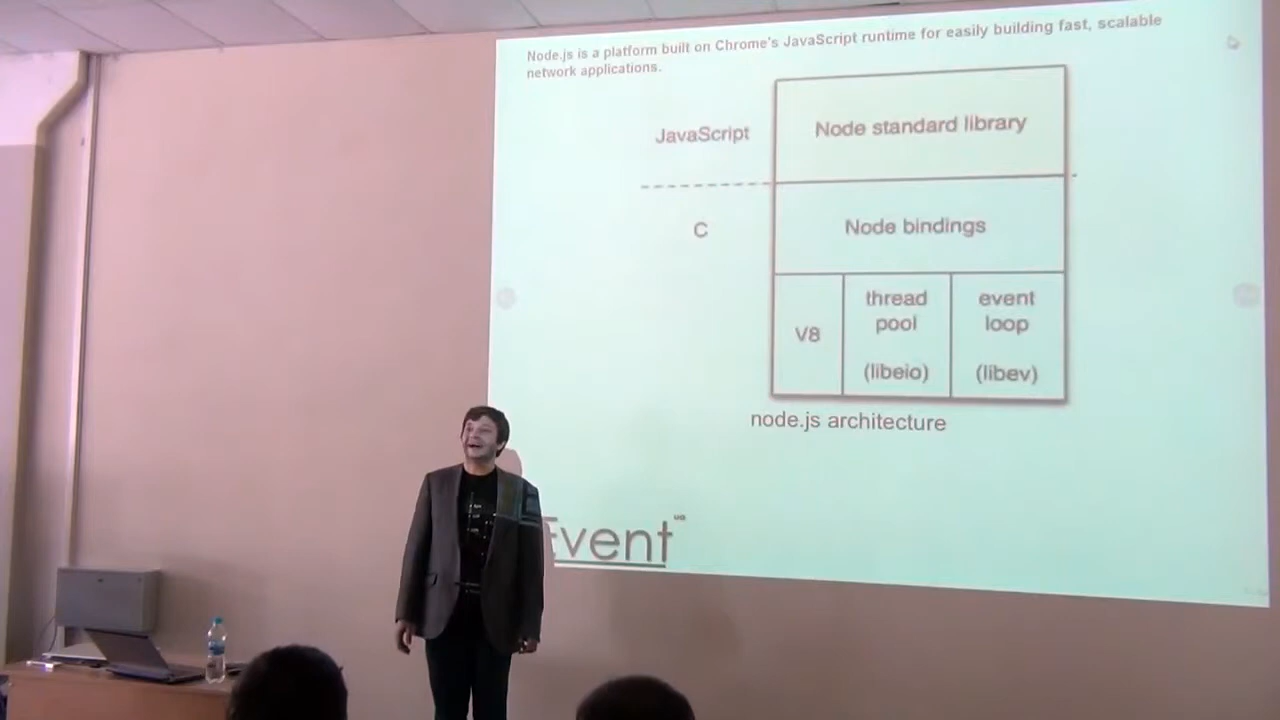 Node.js is a platform built on Chrome's JavaScript runtime for easily building fast, scalable
network applications.
JavaScript
Node standard library
C
Node bindings
V8
thread
pool
(libeio)
event
loop
(libev)
node.js architecture
Event
ua